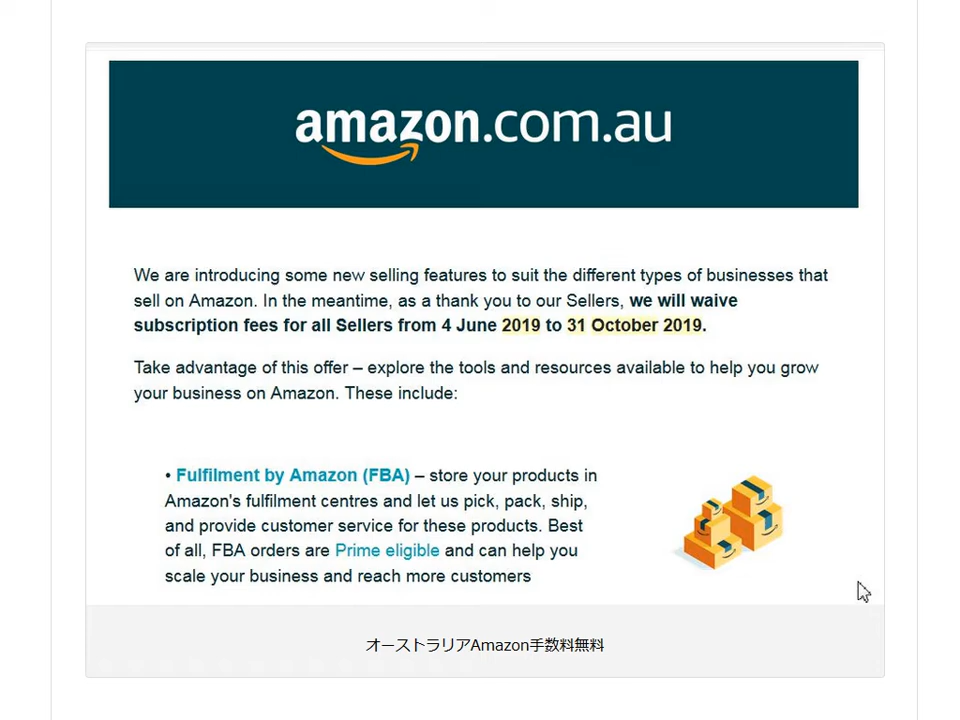 amazon.com.au
We are introducing some new selling features to suit the different types of businesses that
sell on Amazon. In the meantime, as a thank you to our Sellers, we will waive
subscription fees for all Sellers from 4 June 2019 to 31 October 2019.
Take advantage of this offer – explore the tools and resources available to help you grow
your business on Amazon. These include:
• Fulfilment by Amazon (FBA) – store your products in
Amazon's fulfilment centres and let us pick, pack, ship,
and provide customer service for these products. Best
of all, FBA orders are Prime eligible and can help you
scale your business and reach more customers
オーストラリアAmazon手数料無料